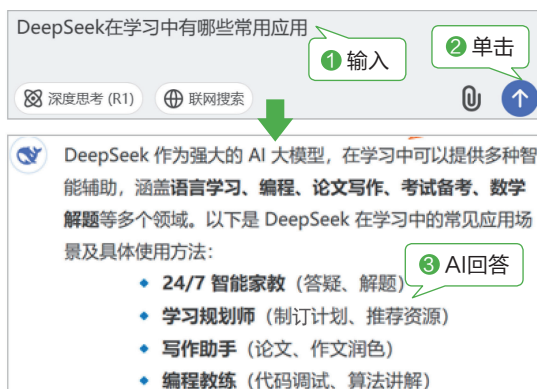 DeepSeek在学习中有哪些常用应用
❶ 输入
❷ 单击
深度思考 (R1)
联网搜索
DeepSeek 作为强大的 AI 大模型，在学习中可以提供多种智
能辅助，涵盖语言学习、编程、论文写作、考试备考、数学
解题等多个领域。以下是 DeepSeek 在学习中的常见应用场
景及具体使用方法：
❸ AI回答
24/7 智能家教（答疑、解题）
学习规划师（制订计划、推荐资源）
写作助手（论文、作文润色）
编程教练（代码调试、算法讲解）